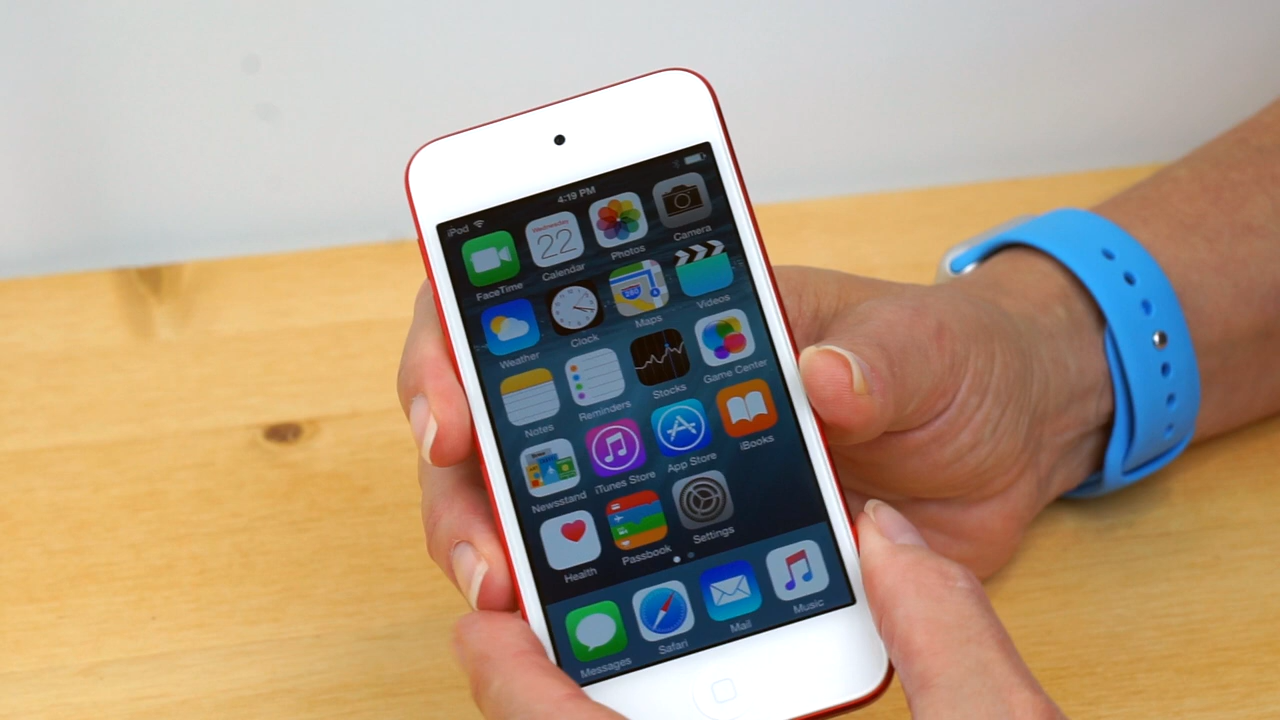 iPod 4:19 PM
Wednesday
22
FaceTime Calendar Photos Camera
280
Weather Clock Maps Videos
Notes Reminders Stocks Game Center
Newsstand iTunes Store App Store iBooks
Health Passbook Settings
Messages Safari Mail Music